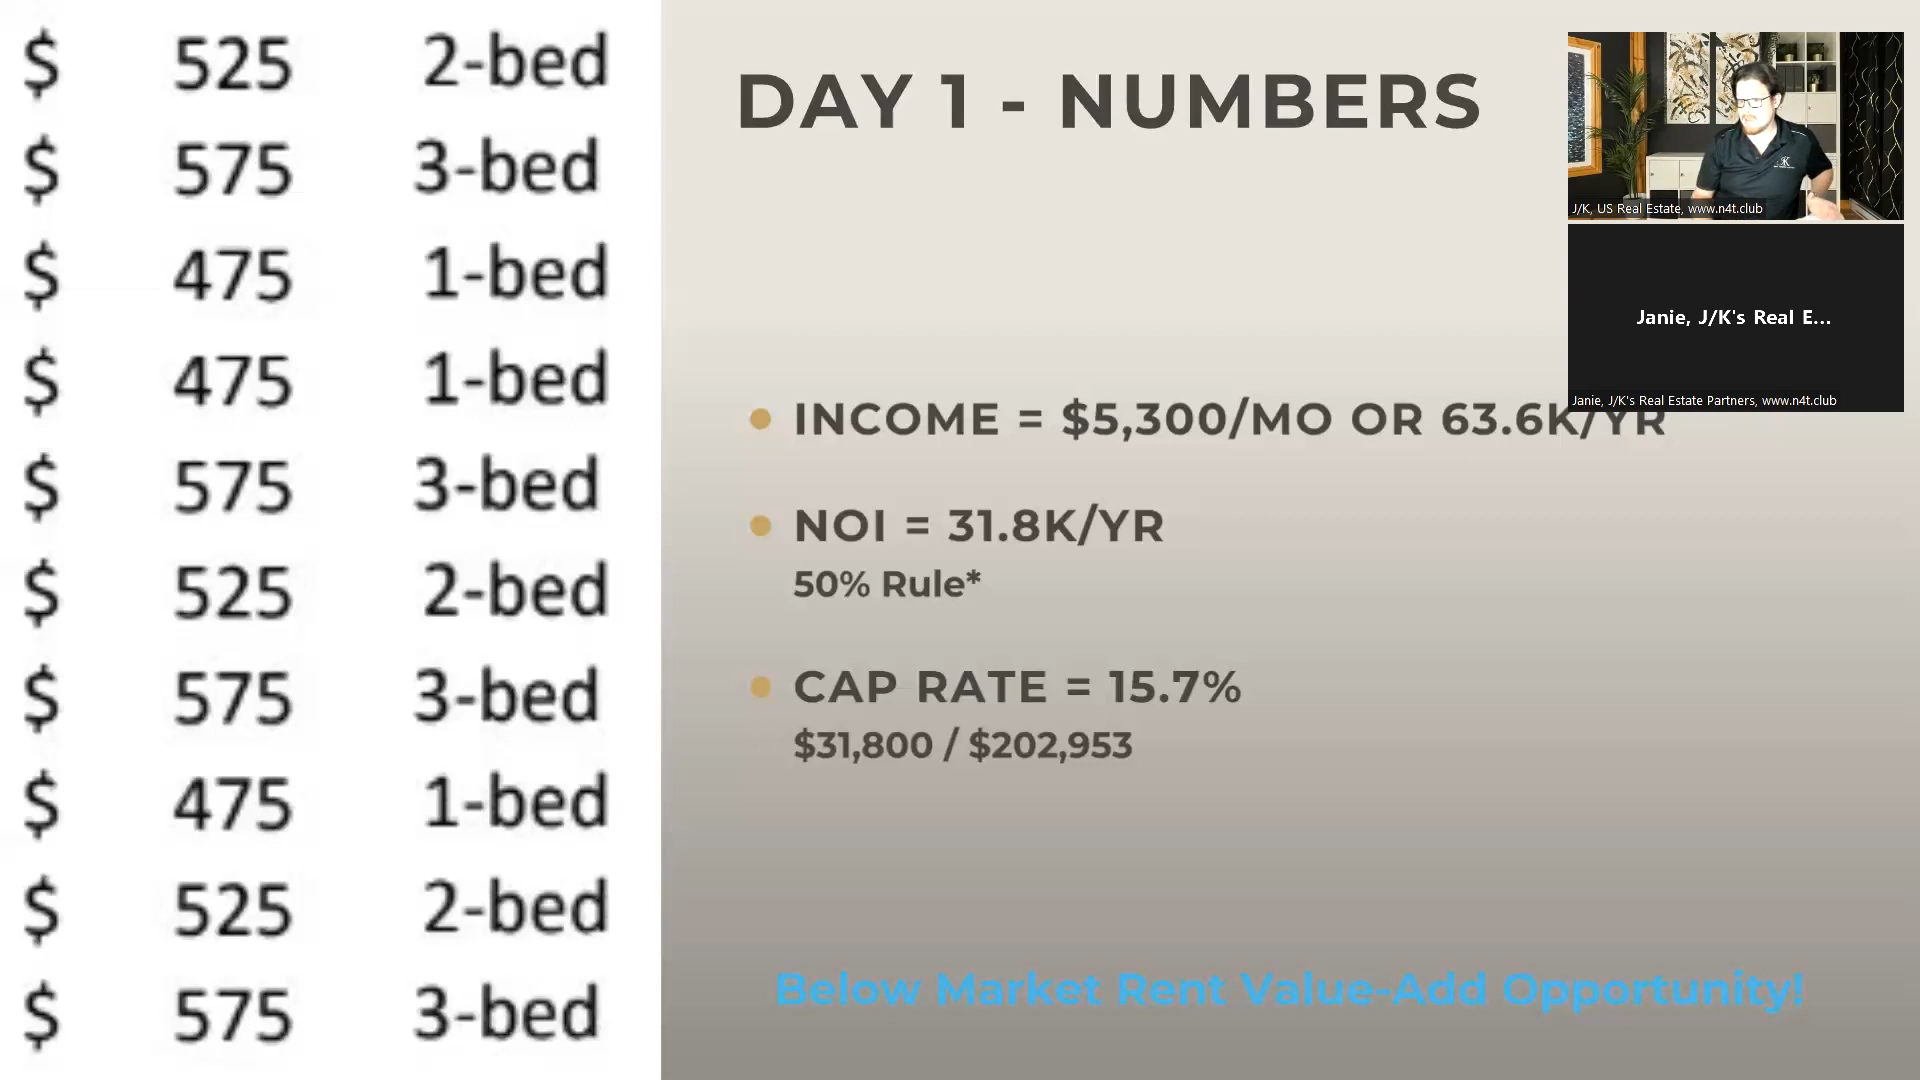 $ 525 2-bed
$ 575 3-bed
$ 475 1-bed
$ 475 1-bed
$ 575 3-bed
$ 525 2-bed
$ 575 3-bed
$ 475 1-bed
$ 525 2-bed
$ 575 3-bed
DAY 1 - NUMBERS
INCOME = $5,300/MO OR 63.6K/YR
NOI = 31.8K/YR
50% Rule*
CAP RATE = 15.7%
$31,800 / $202,953
Below Market Rent Value-Add Opportunity!
J/K, US Real Estate, www.n4t.club
Janie, J/K's Real E...
Janie, J/K's Real Estate Partners, www.n4t.club